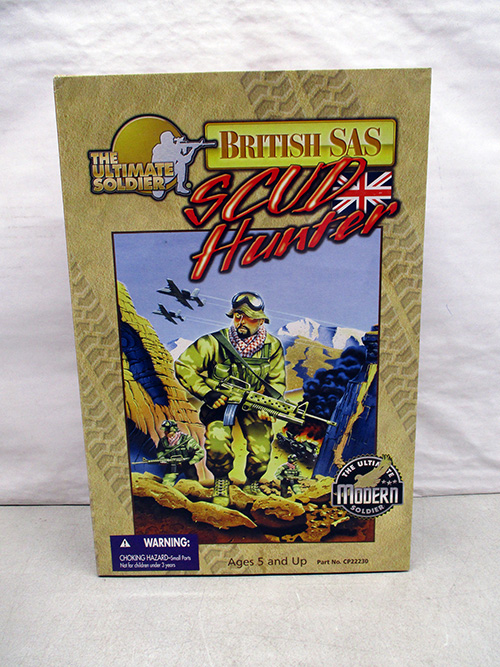 THE
ULTIMATE
SOLDIER
BRITISH SAS
SCUD
Hunter
THE ULTIMATE
MODERN
SOLDIER
WARNING:
CHOKING HAZARD-Small Parts
Not for children under 3 years
Ages 5 and Up Part No. CP22230